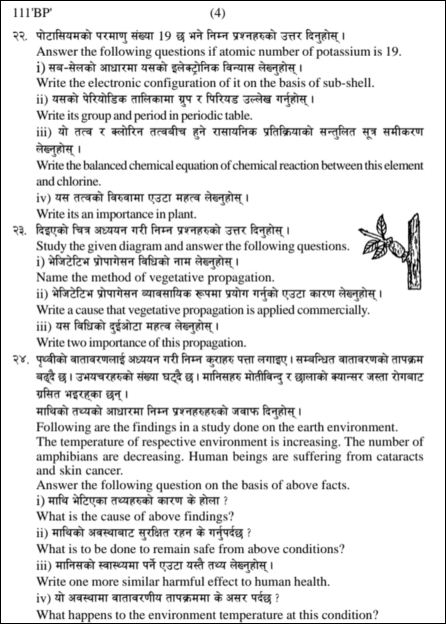 111'BP' (4)
२२. पोटासियमको परमाणु संख्या 19 छ भने निम्न प्रश्नहरुको उत्तर दिनुहोस् ।
Answer the following questions if atomic number of potassium is 19.
i) सब-सेलको आधारमा यसको इलेक्ट्रोनिक विन्यास लेख्नुहोस् ।
Write the electronic configuration of it on the basis of sub-shell.
ii) यसको पेरियोडिक तालिकामा ग्रुप र पिरियड उल्लेख गर्नुहोस् ।
Write its group and period in periodic table.
iii) यो तत्व र क्लोरिन तत्वबीच हुने रासायनिक प्रतिक्रियाको सन्तुलित सूत्र समीकरण
लेख्नुहोस् ।
Write the balanced chemical equation of chemical reaction between this element
and chlorine.
iv) यस तत्वको विरुवामा एउटा महत्व लेख्नुहोस् ।
Write its an importance in plant.
२३. दिइएको चित्र अध्ययन गरी निम्न प्रश्नहरुको उत्तर दिनुहोस् ।
Study the given diagram and answer the following questions.
i) भेजिटेटिभ प्रोपागेसन विधिको नाम लेख्नुहोस् ।
Name the method of vegetative propagation.
ii) भेजिटेटिभ प्रोपागेसन व्यावसायिक रूपमा प्रयोग गर्नुको एउटा कारण लेख्नुहोस् ।
Write a cause that vegetative propagation is applied commercially.
iii) यस विधिको दुईओटा महत्व लेख्नुहोस् ।
Write two importance of this propagation.
२४. पृथ्वीको वातावरणलाई अध्ययन गरी निम्न कुराहरु पत्ता लगाइए । सम्बन्धित वातावरणको तापक्रम
बढ्दै छ । उभयचरहरुको संख्या घट्दै छ । मानिसहरु मोतीबिन्दु र छालाको क्यान्सर जस्ता रोगबाट
ग्रसित भइरहका छन् ।
माथिको तथ्यको आधारमा निम्न प्रश्नहरुहरुको जवाफ दिनुहोस् ।
Following are the findings in a study done on the earth environment.
The temperature of respective environment is increasing. The number of
amphibians are decreasing. Human beings are suffering from cataracts
and skin cancer.
Answer the following question on the basis of above facts.
i) माथि भेटिएका तथ्यहरुको कारण के होला ?
What is the cause of above findings?
ii) माथिको अवस्थाबाट सुरक्षित रहन के गर्नुपर्दछ ?
What is to be done to remain safe from above conditions?
iii) मानिसको स्वास्थ्यमा पर्ने एउटा यस्तै तथ्य लेख्नुहोस् ।
Write one more similar harmful effect to human health.
iv) यो अवस्थामा वातावरणीय तापक्रममा के असर पर्दछ ?
What happens to the environment temperature at this condition?